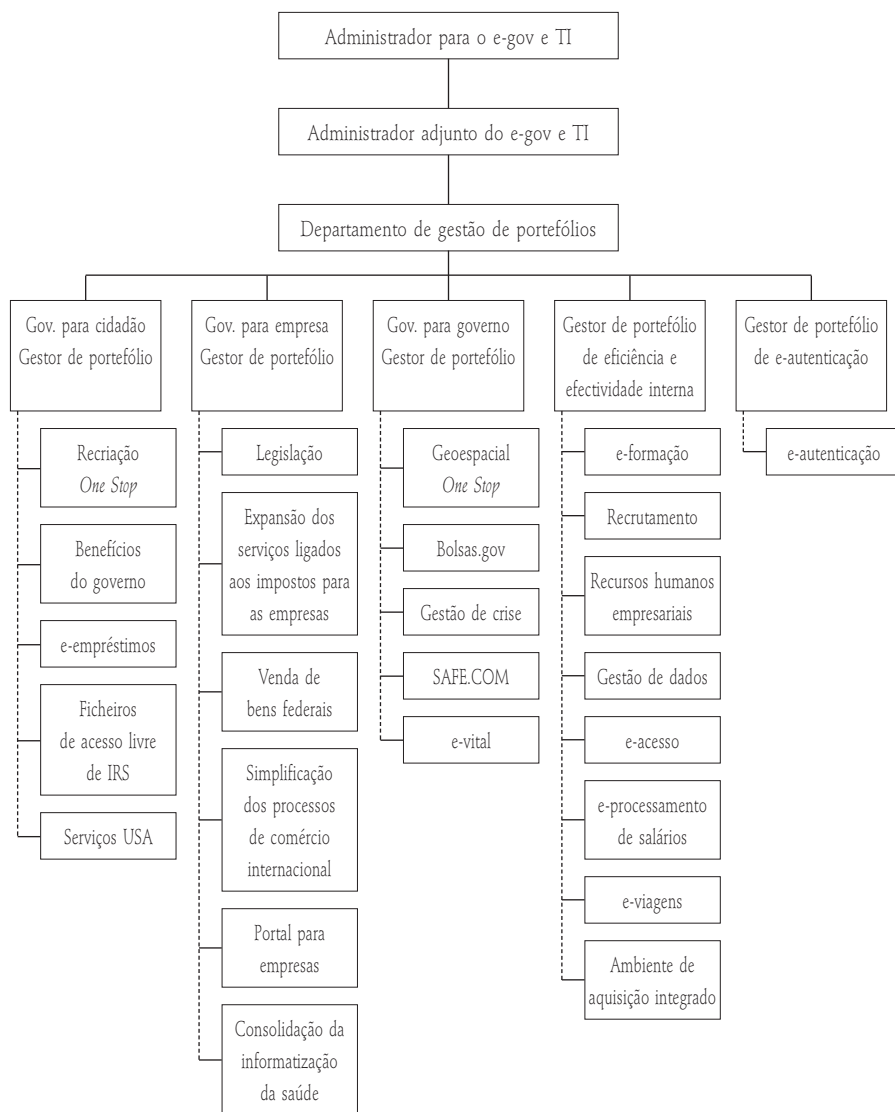 Administrador para o e-gov e TI
Administrador adjunto do e-gov e TI
Departamento de gestão de portefólios
Gov. para cidadão
Gestor de portefólio
Gov. para empresa
Gestor de portefólio
Gov. para governo
Gestor de portefólio
Gestor de portefólio
de eficiência e
efectividade interna
Gestor de portefólio
de e-autenticação
Recriação
One Stop
Benefícios
do governo
e-empréstimos
Ficheiros
de acesso livre
de IRS
Serviços USA
Legislação
Expansão dos
serviços ligados
aos impostos para
as empresas
Venda de
bens federais
Simplificação
dos processos
de comércio
internacional
Portal para
empresas
Consolidação da
informatização
da saúde
Geoespacial
One Stop
Bolsas.gov
Gestão de crise
SAFE.COM
e-vital
e-formação
Recrutamento
Recursos humanos
empresariais
Gestão de dados
e-acesso
e-processamento
de salários
e-viagens
Ambiente de
aquisição integrado
e-autenticação